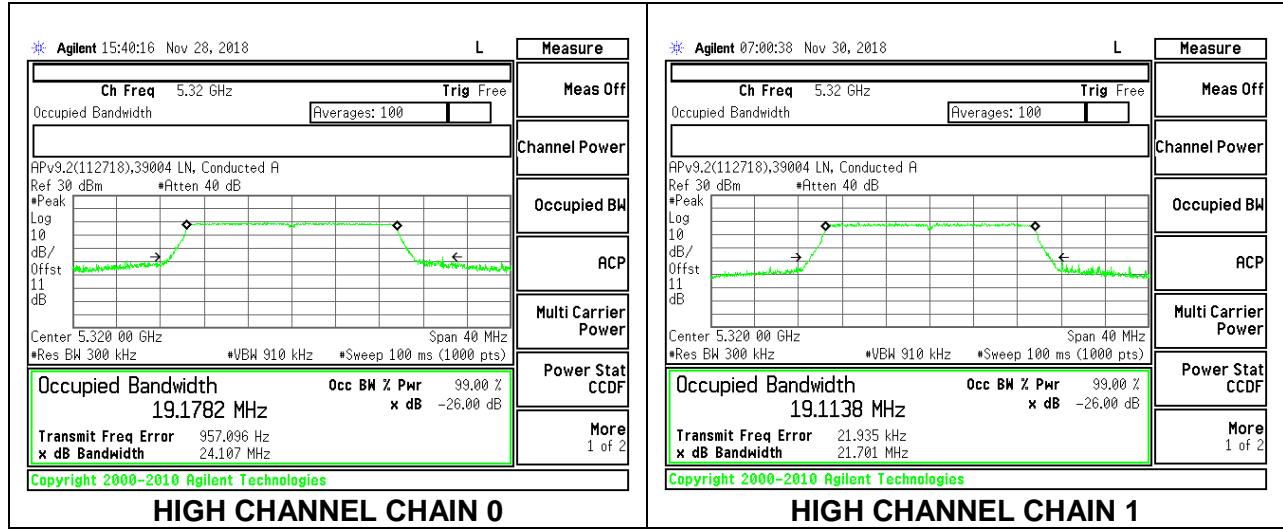 Agilent 15:40:16 Nov 28, 2018 L
Measure
Ch Freq 5.32 GHz Trig Free
Meas Off
Occupied Bandwidth Averages: 100
Channel Power
APv9.2(112718),39004 LN, Conducted A
Ref 30 dBm #Atten 40 dB
#Peak
Occupied BW
Log
10
dB/
ACP
Offst
11
dB
Multi Carrier
Power
Center 5.320 00 GHz Span 40 MHz
#Res BW 300 kHz #VBW 910 kHz #Sweep 100 ms (1000 pts)
Power Stat
CCDF
Occupied Bandwidth Occ BW % Pwr 99.00 %
19.1782 MHz x dB -26.00 dB
More
1 of 2
Transmit Freq Error 957.096 Hz
x dB Bandwidth 24.107 MHz
Copyright 2000-2010 Agilent Technologies
HIGH CHANNEL CHAIN 0
Agilent 07:00:38 Nov 30, 2018 L
Measure
Ch Freq 5.32 GHz Trig Free
Meas Off
Occupied Bandwidth Averages: 100
Channel Power
APv9.2(112718),39004 LN, Conducted A
Ref 30 dBm #Atten 40 dB
#Peak
Occupied BW
Log
10
dB/
ACP
Offst
11
dB
Multi Carrier
Power
Center 5.320 00 GHz Span 40 MHz
#Res BW 300 kHz #VBW 910 kHz #Sweep 100 ms (1000 pts)
Power Stat
CCDF
Occupied Bandwidth Occ BW % Pwr 99.00 %
19.1138 MHz x dB -26.00 dB
More
1 of 2
Transmit Freq Error 21.935 kHz
x dB Bandwidth 21.701 MHz
Copyright 2000-2010 Agilent Technologies
HIGH CHANNEL CHAIN 1